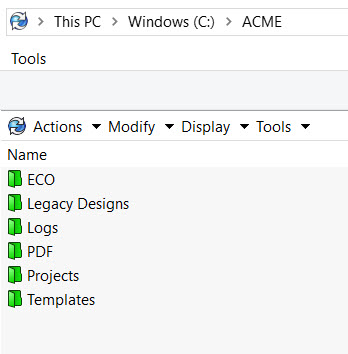 This PC > Windows (C:) > ACME
Tools
Actions Modify Display Tools
Name
ECO
Legacy Designs
Logs
PDF
Projects
Templates